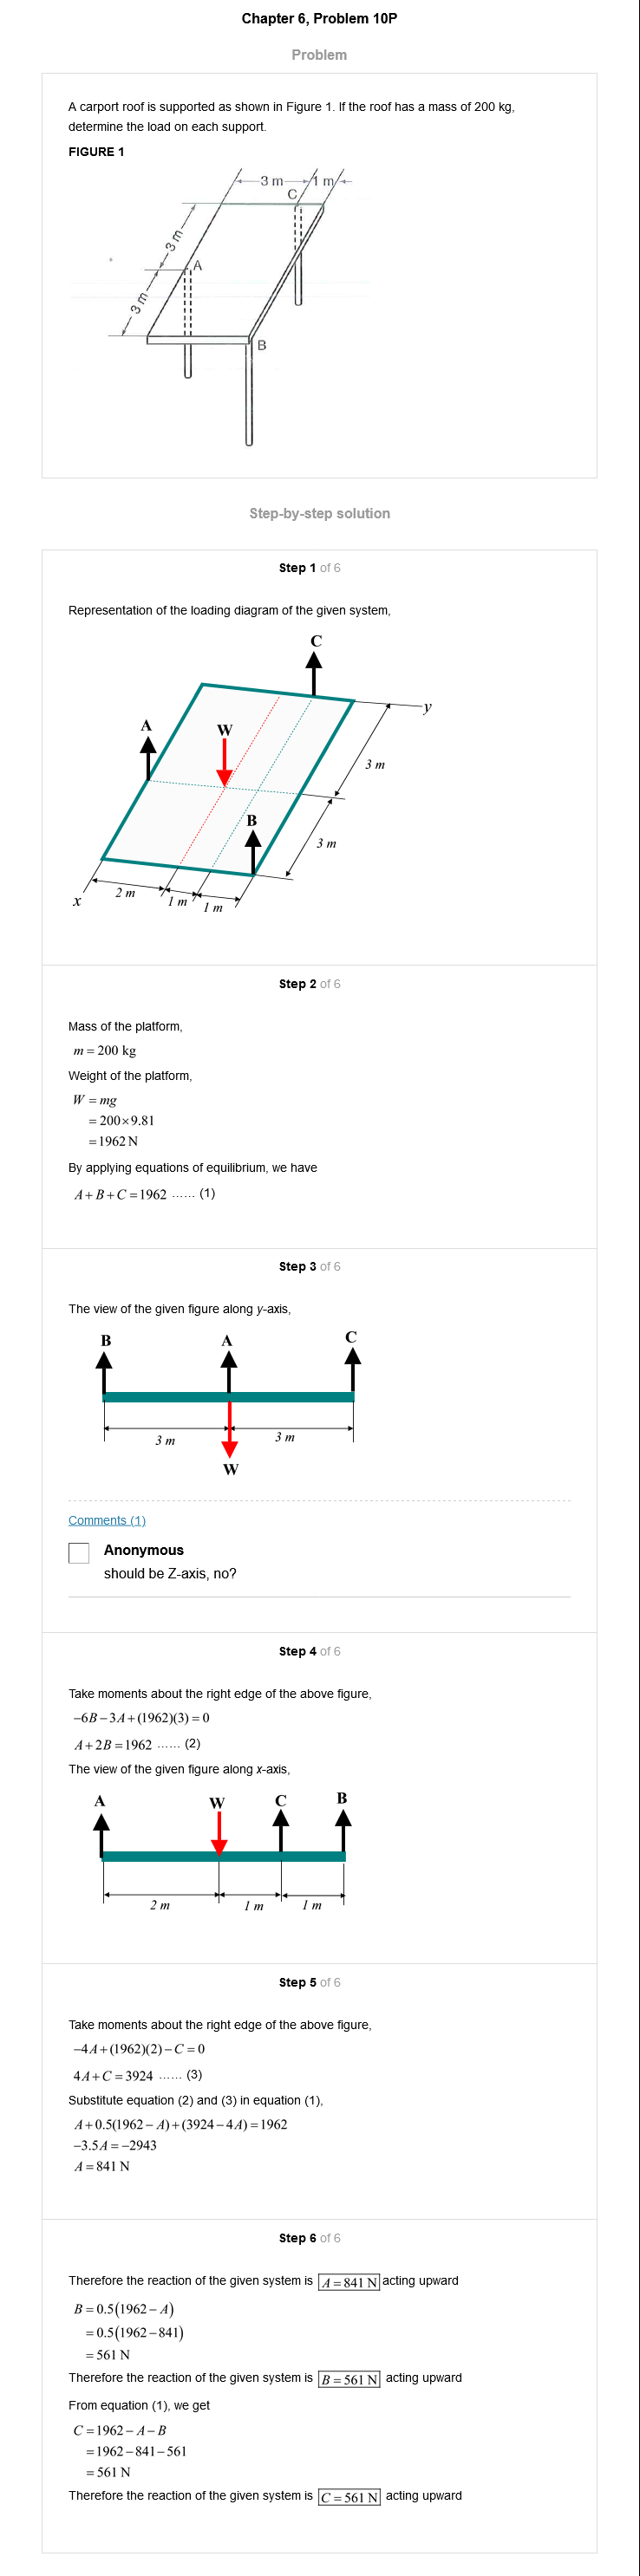 Chapter 6, Problem 10P
Problem
A carport roof is supported as shown in Figure 1. If the roof has a mass of 200 kg,
determine the load on each support.
FIGURE 1
3 m
1 m
C
3 m
A
3 m
B
Step-by-step solution
Step 1 of 6
Representation of the loading diagram of the given system,
C
y
A
W
3 m
B
3 m
2 m
x
1 m
1 m
Step 2 of 6
Mass of the platform,
m = 200 kg
Weight of the platform,
W = mg
= 200×9.81
= 1962 N
By applying equations of equilibrium, we have
A + B + C = 1962 ...... (1)
Step 3 of 6
The view of the given figure along y-axis,
B A C
3 m 3 m
W
Comments (1)
Anonymous
should be Z-axis, no?
Step 4 of 6
Take moments about the right edge of the above figure,
−6B − 3A + (1962)(3) = 0
A + 2B = 1962 ...... (2)
The view of the given figure along x-axis,
A W C B
2 m 1 m 1 m
Step 5 of 6
Take moments about the right edge of the above figure,
−4A + (1962)(2) − C = 0
4A + C = 3924 ...... (3)
Substitute equation (2) and (3) in equation (1),
A + 0.5(1962 − A) + (3924 − 4A) = 1962
−3.5A = −2943
A = 841 N
Step 6 of 6
Therefore the reaction of the given system is A = 841 N acting upward
B = 0.5(1962 − A)
= 0.5(1962 − 841)
= 561 N
Therefore the reaction of the given system is B = 561 N acting upward
From equation (1), we get
C = 1962 − A − B
= 1962 − 841 − 561
= 561 N
Therefore the reaction of the given system is C = 561 N acting upward